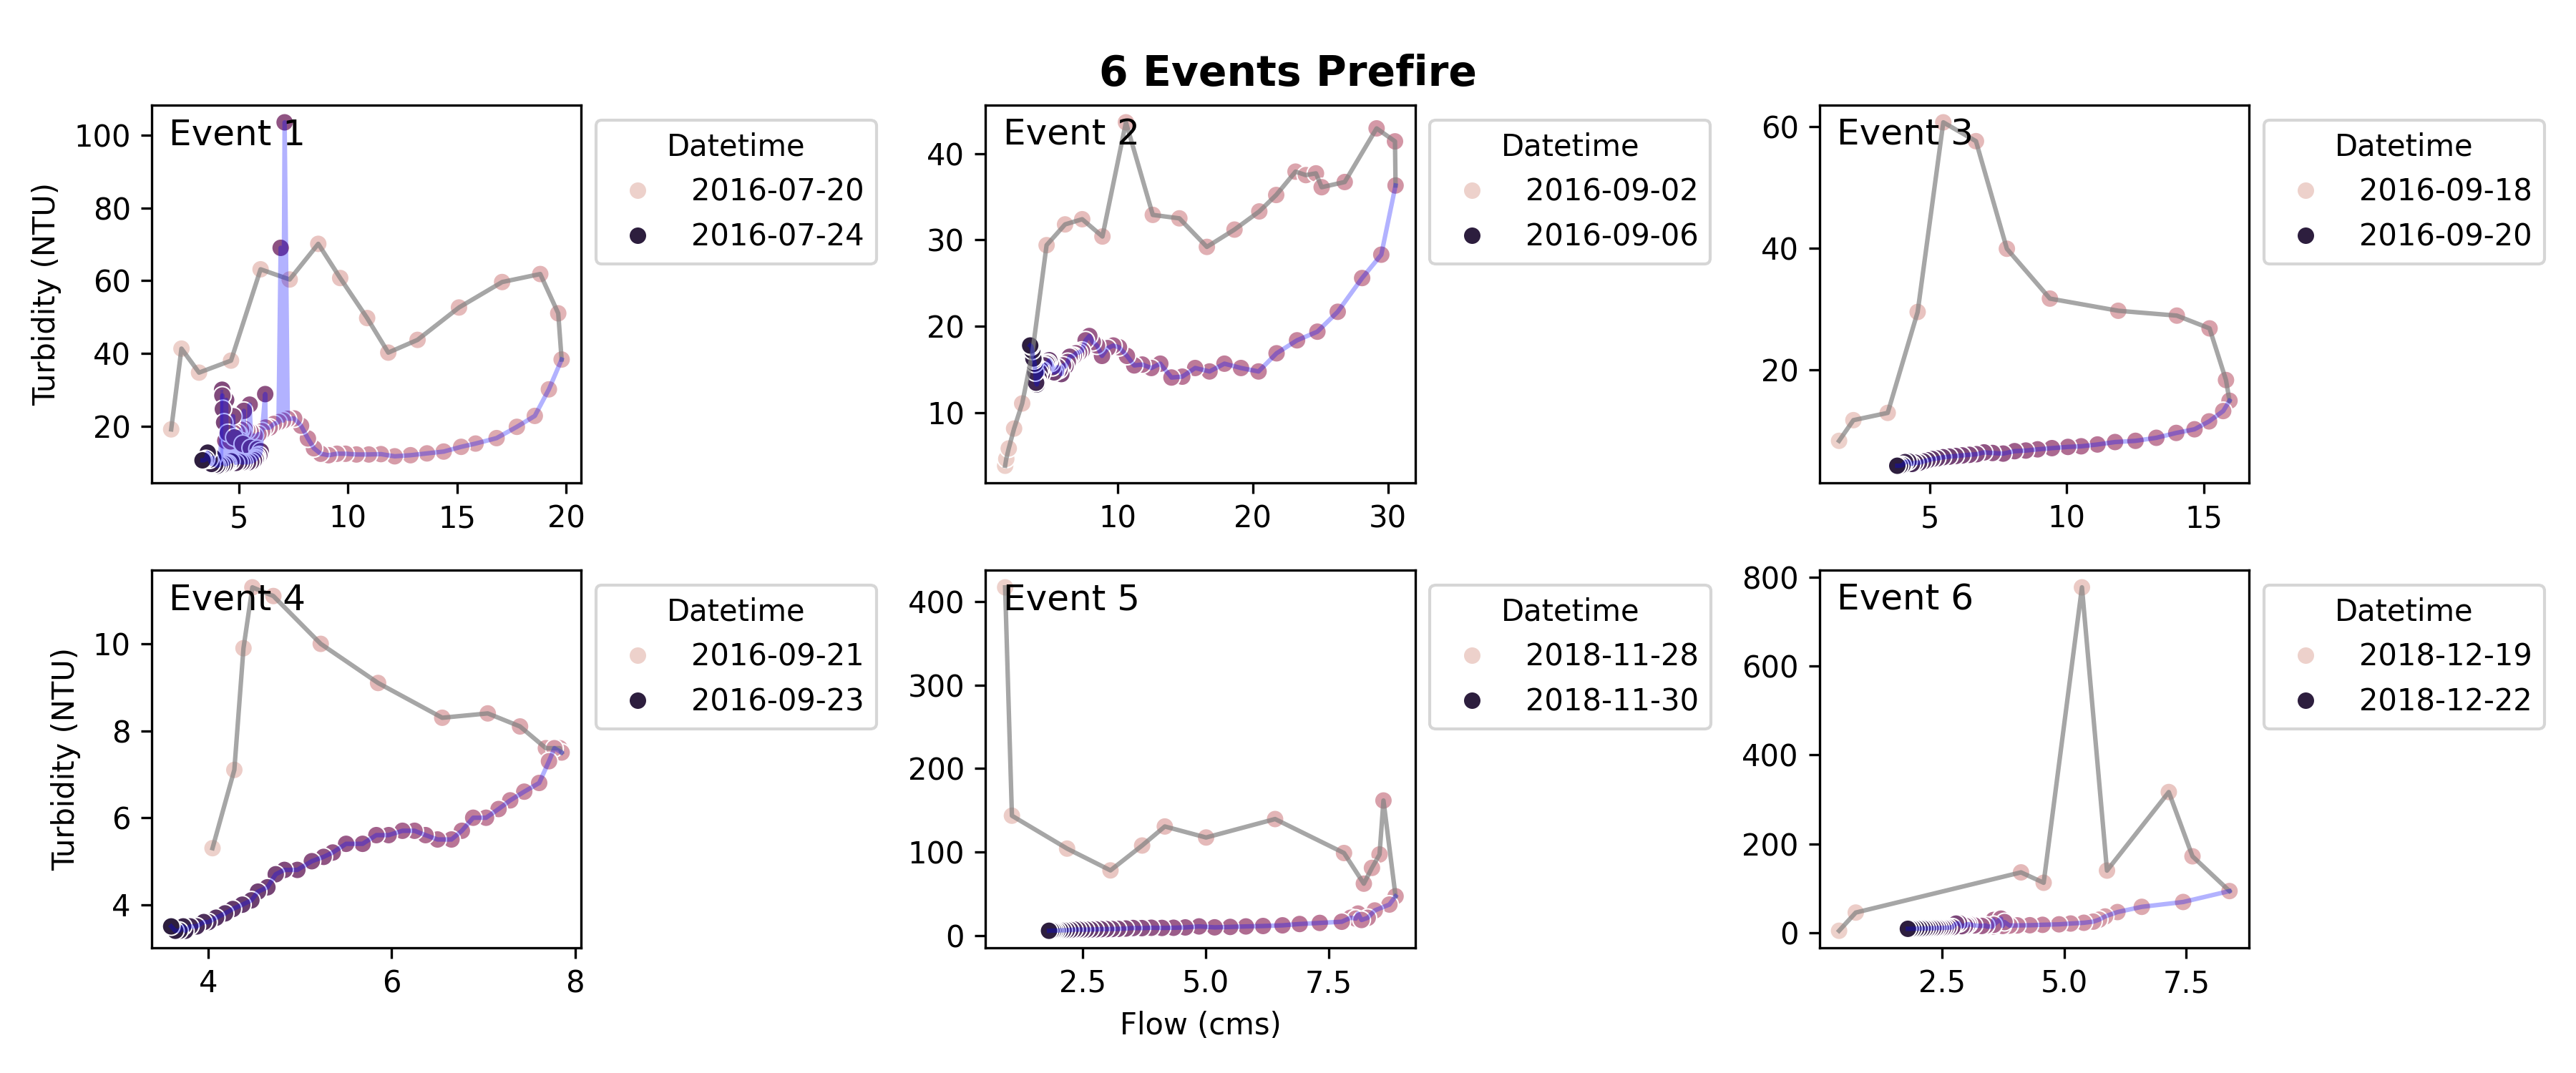 6 Events Prefire
Event 1
Turbidity (NTU)
100
80
60
40
20
5 10 15 20
Datetime
2016-07-20
2016-07-24
Event 2
40
30
20
10
10 20 30
Datetime
2016-09-02
2016-09-06
Event 3
60
40
20
5 10 15
Datetime
2016-09-18
2016-09-20
Event 4
Turbidity (NTU)
10
8
6
4
4 6 8
Datetime
2016-09-21
2016-09-23
Event 5
400
300
200
100
0
2.5 5.0 7.5
Flow (cms)
Datetime
2018-11-28
2018-11-30
Event 6
800
600
400
200
0
2.5 5.0 7.5
Datetime
2018-12-19
2018-12-22